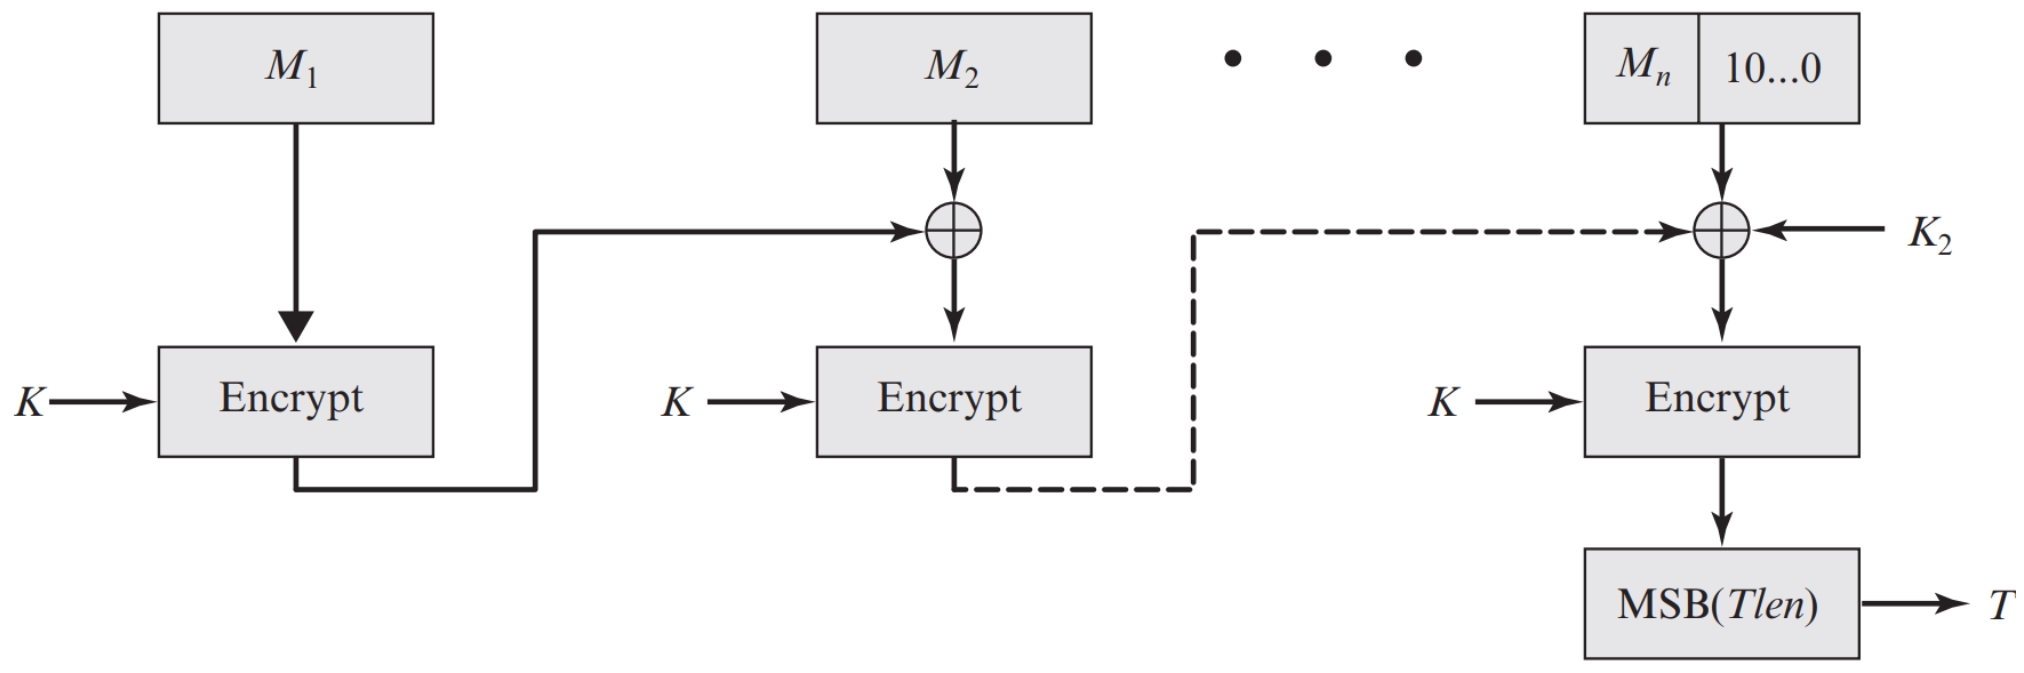 M₁ M₂ Mₙ 10...0
K₂
K Encrypt K Encrypt K Encrypt
MSB(Tlen) T